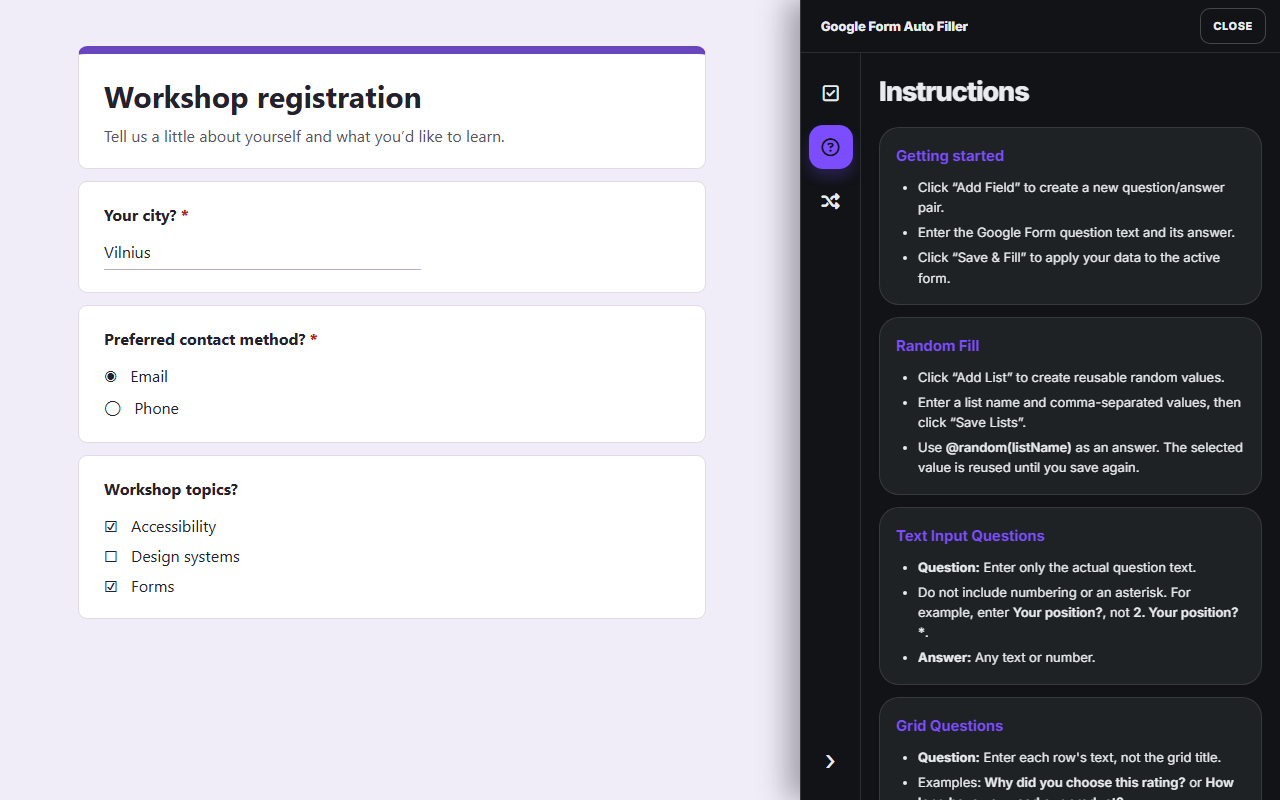 Workshop registration
Tell us a little about yourself and what you’d like to learn.
Your city? *
Vilnius
Preferred contact method? *
Email
Phone
Workshop topics?
Accessibility
Design systems
Forms
Google Form Auto Filler
CLOSE
Instructions
Getting started
• Click “Add Field” to create a new question/answer
pair.
• Enter the Google Form question text and its answer.
• Click “Save & Fill” to apply your data to the active
form.
Random Fill
• Click “Add List” to create reusable random values.
• Enter a list name and comma-separated values, then
click “Save Lists”.
• Use @random(listName) as an answer. The selected
value is reused until you save again.
Text Input Questions
• Question: Enter only the actual question text.
• Do not include numbering or an asterisk. For
example, enter Your position?, not 2. Your position?
*.
• Answer: Any text or number.
Grid Questions
• Question: Enter each row's text, not the grid title.
• Examples: Why did you choose this rating? or How